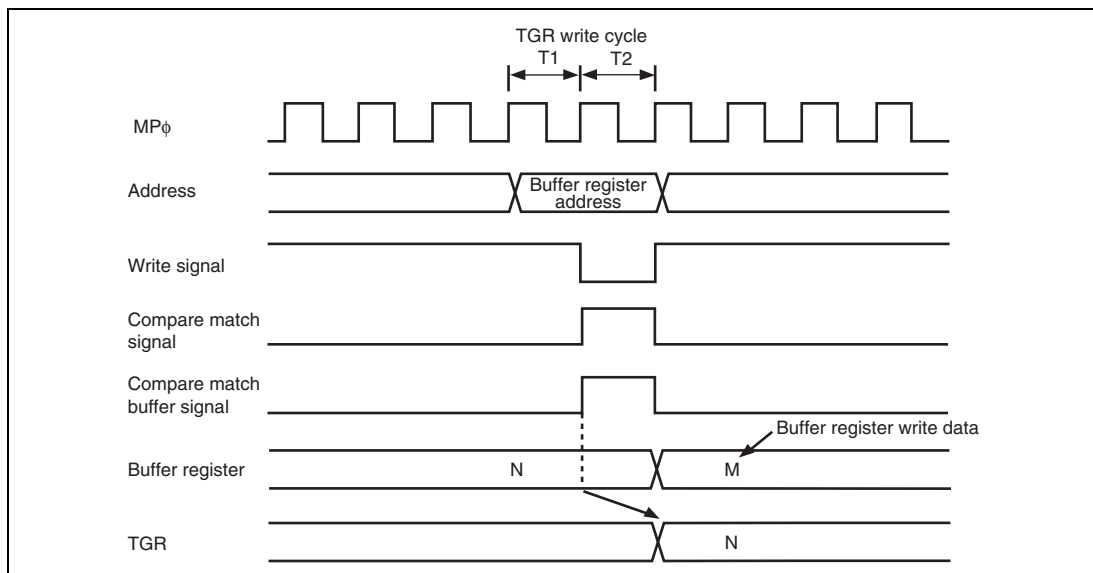 TGR write cycle
T1 T2
MPφ
Address
Buffer register
address
Write signal
Compare match
signal
Compare match
buffer signal
Buffer register write data
Buffer register
N M
TGR
N